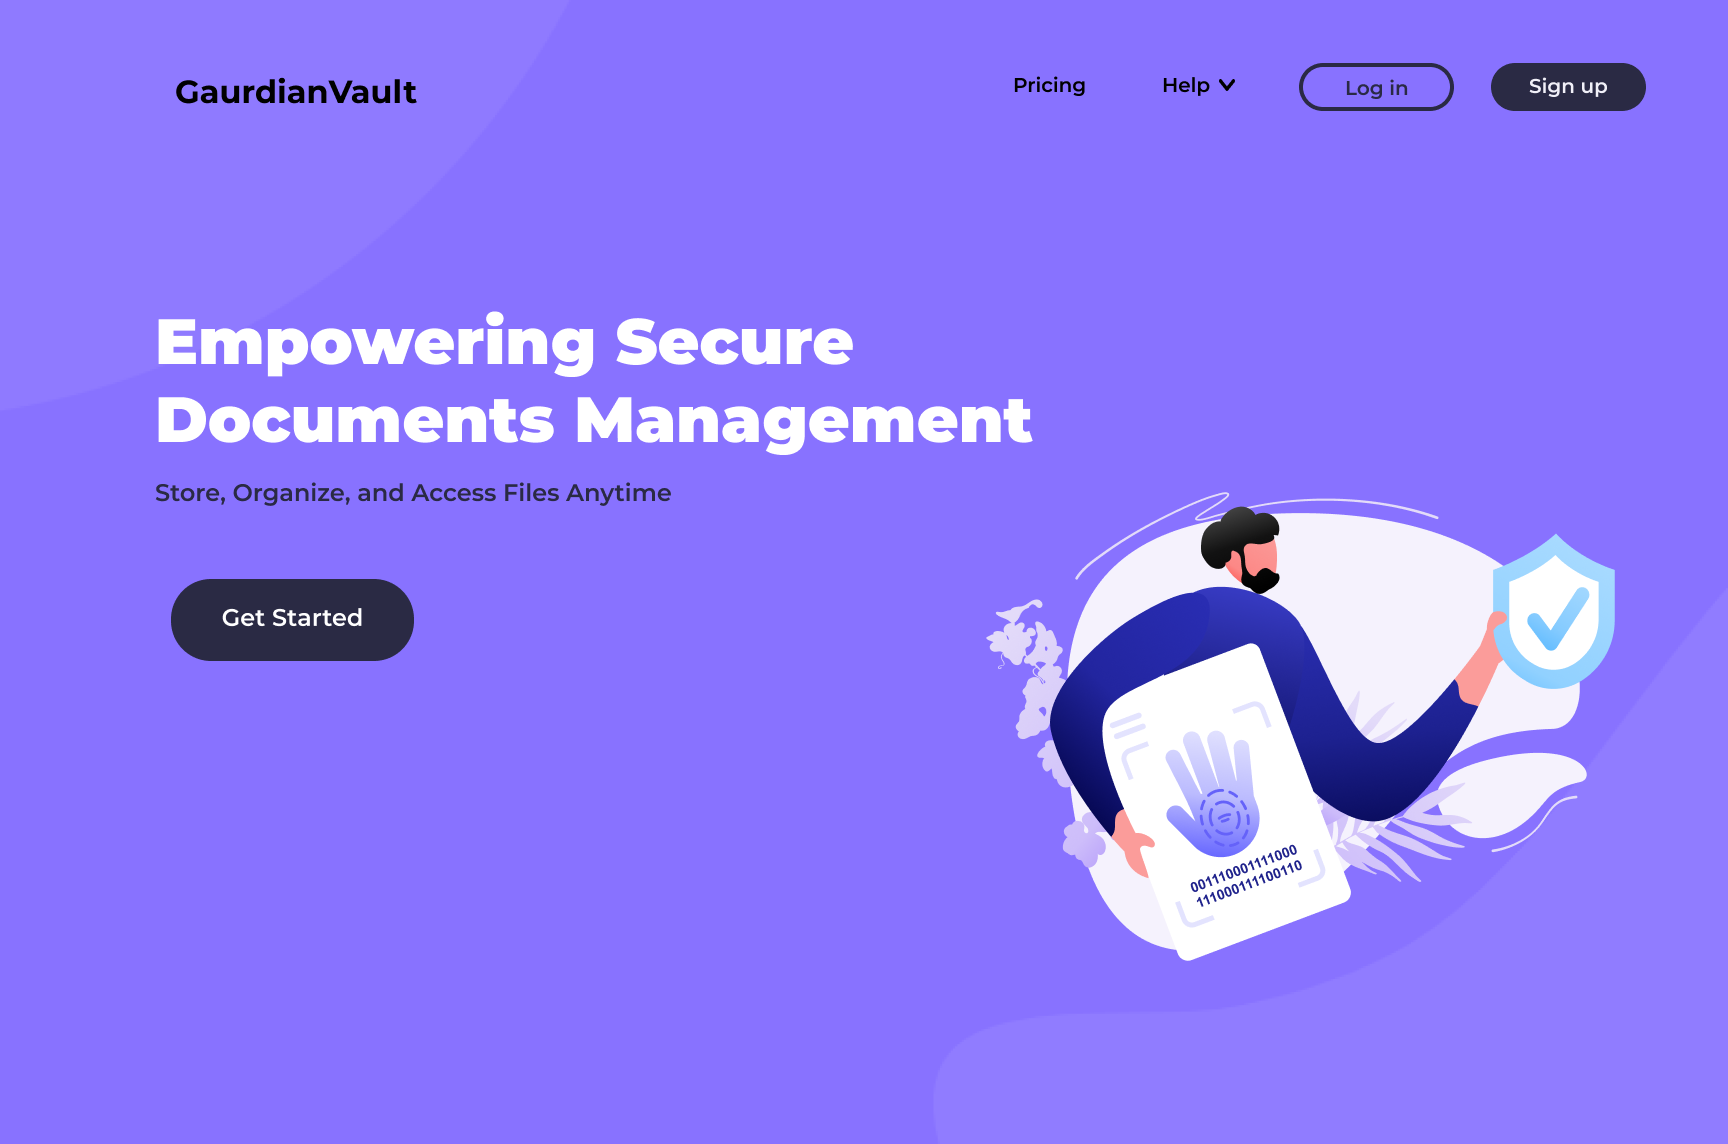 GaurdianVault
Pricing
Help
Log in
Sign up
Empowering Secure
Documents Management
Store, Organize, and Access Files Anytime
Get Started
001110001111000
111000111100110